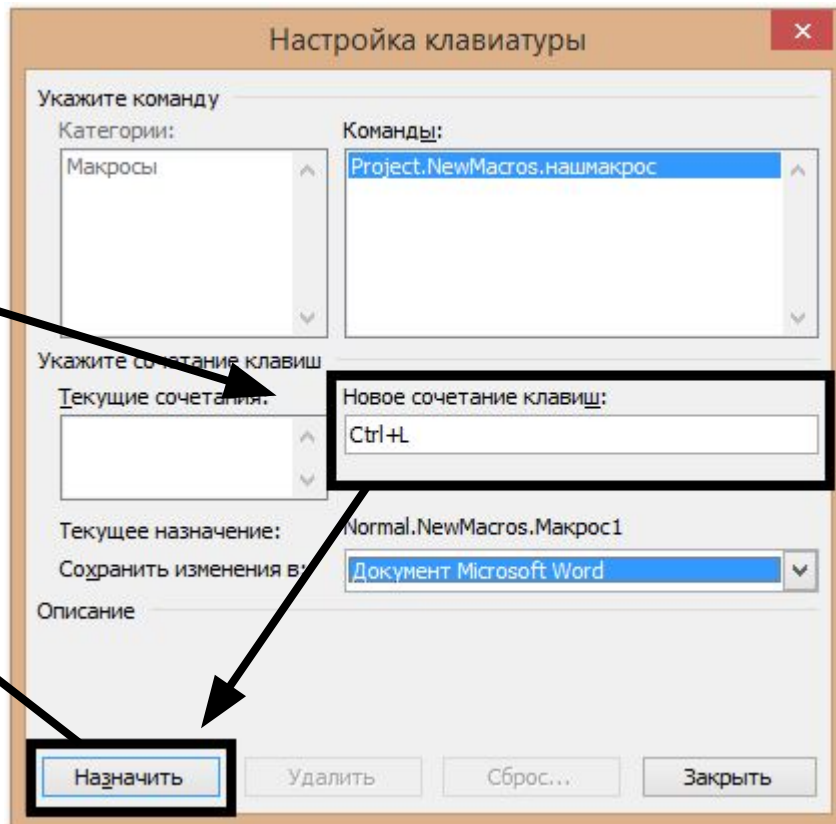 Настройка клавиатуры
Укажите команду
Категории:
Команды:
Макросы
Project.NewMacros.нашмакрос
Укажите сочетание клавиш
Текущие сочетания:
Новое сочетание клавиш:
Ctrl+L
Текущее назначение:
Normal.NewMacros.Макрос1
Сохранить изменения в:
Документ Microsoft Word
Описание
Назначить
Удалить
Сброс...
Закрыть